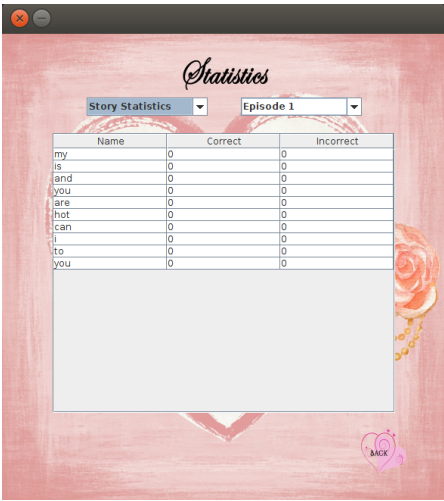 Statistics
Story Statistics Episode 1
Name Correct Incorrect
my 0 0
is 0 0
and 0 0
you 0 0
are 0 0
hot 0 0
can 0 0
i 0 0
to 0 0
you 0 0
BACK